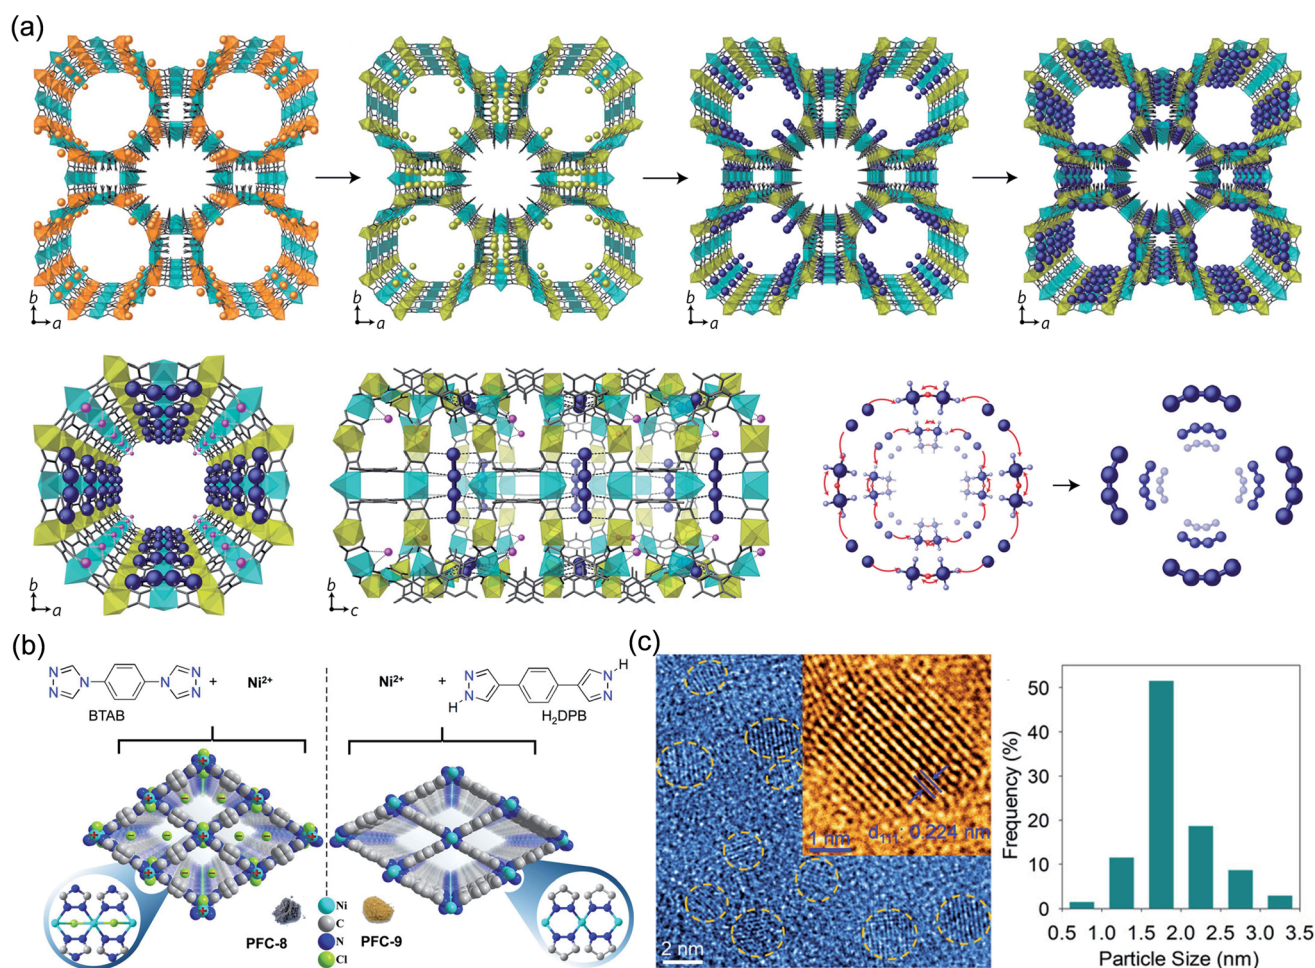 (a)
b
a
b
a
b
a
b
a
b
a
b
c
(b)
BTAB
N
N
N
N
N
N
+
Ni²⁺
Ni²⁺
+
H
N
N
N
N
H
H₂DPB
PFC-8
PFC-9
Ni
C
N
Cl
(c)
d₁₁₁: 0.224 nm
1 nm
2 nm
Frequency (%)
50
40
30
20
10
0
0.5 1.0 1.5 2.0 2.5 3.0 3.5
Particle Size (nm)